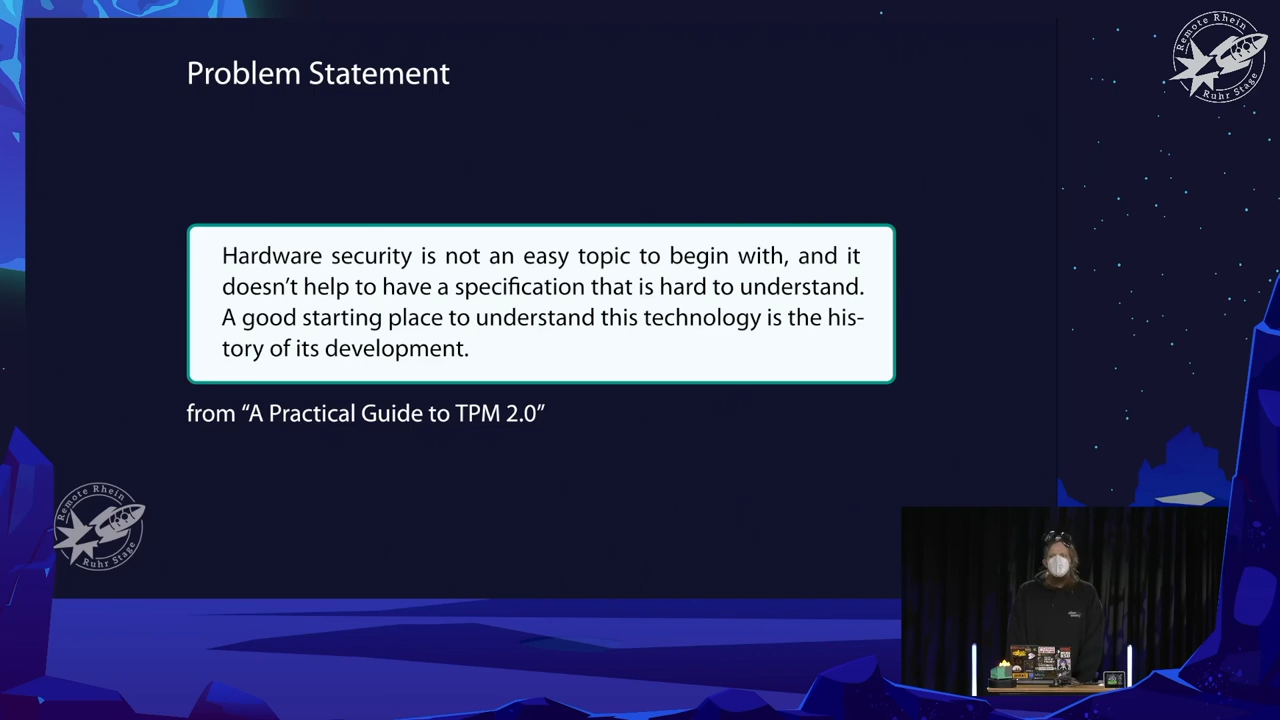 Problem Statement
Remote Rhein
Ruhr Stage
Hardware security is not an easy topic to begin with, and it
doesn’t help to have a specification that is hard to understand.
A good starting place to understand this technology is the his-
tory of its development.
from “A Practical Guide to TPM 2.0”
Remote Rhein
Ruhr Stage